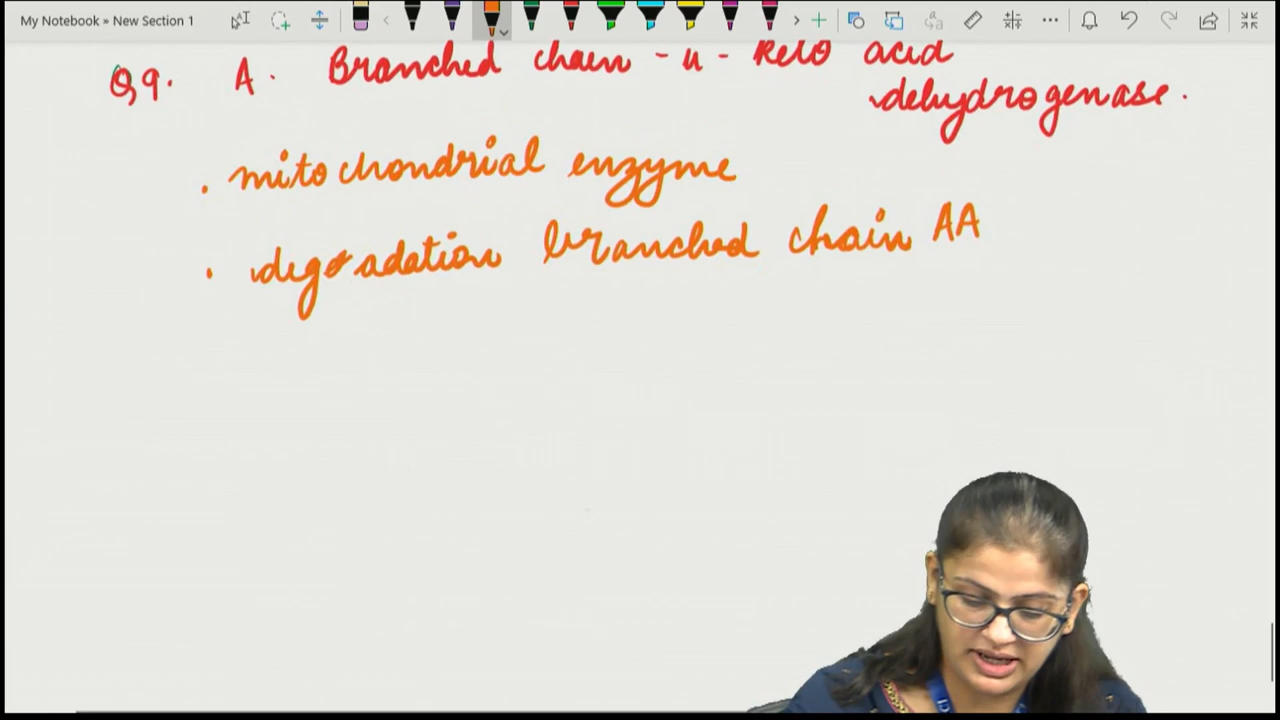 My Notebook » New Section 1
Q9. A. Branched chain - α - Keto acid
dehydrogenase.
. mitochondrial enzyme
. degradation branched chain AA